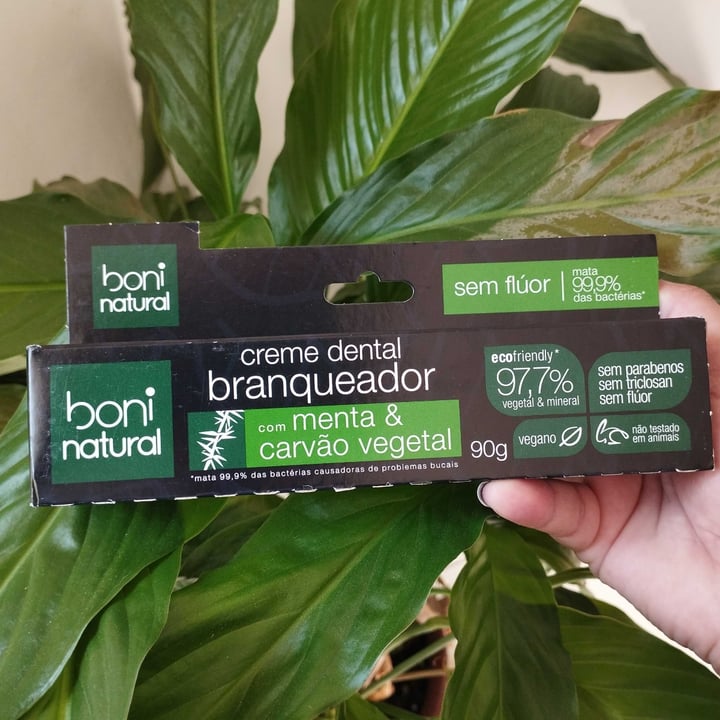 boni
natural
sem flúor
mata
99,9%
das bactérias*
boni
natural
creme dental
branqueador
com menta &
carvão vegetal
90g
*mata 99,9% das bactérias causadoras de problemas bucais
ecofriendly*
97,7%
vegetal & mineral
sem parabenos
sem triclosan
sem flúor
vegano
não testado
em animais